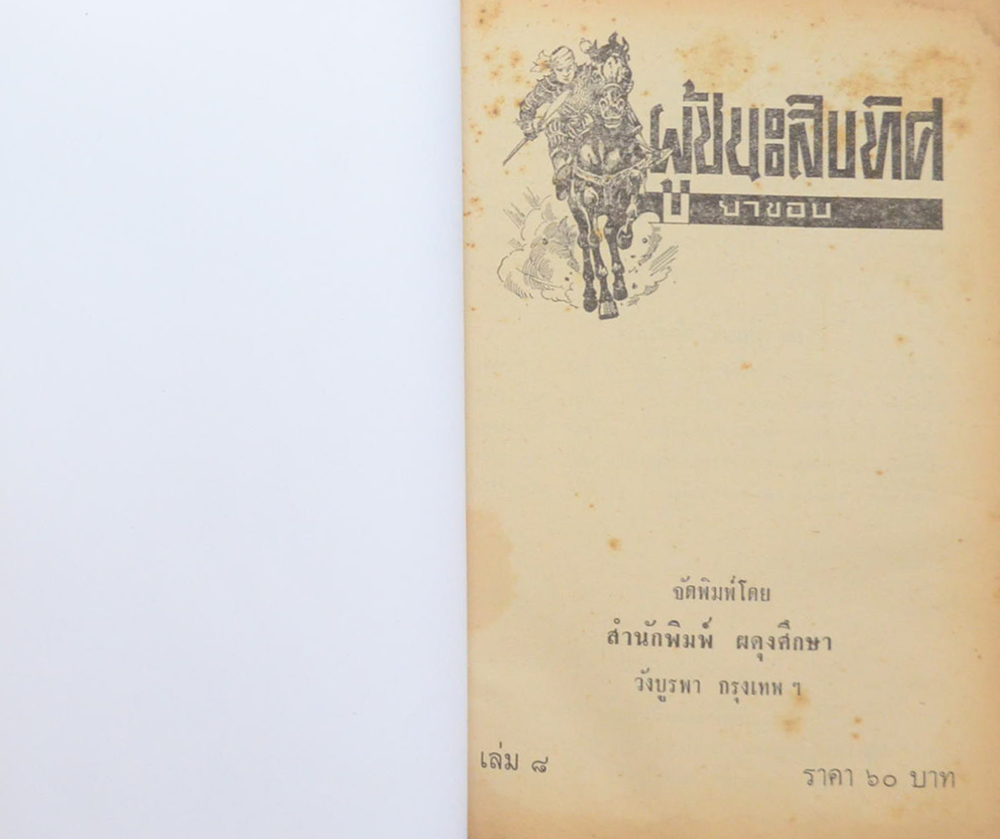 ผู้ชนะสิบทิศ
ยาขอบ
จัดพิมพ์โดย
สำนักพิมพ์ ผดุงศึกษา
วังบูรพา กรุงเทพ ฯ
เล่ม ๘
ราคา ๖๐ บาท